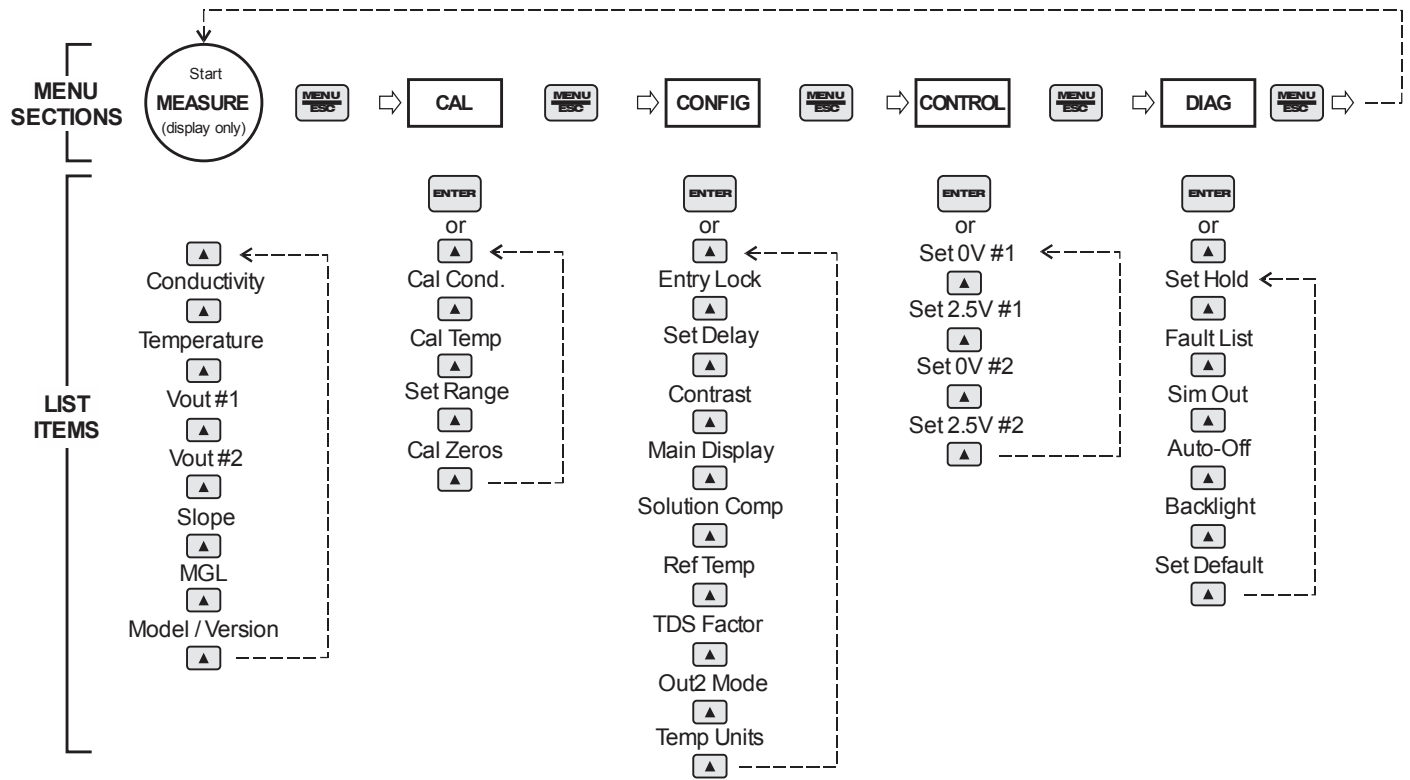 MENU
SECTIONS
Start
MEASURE
(display only)
MENU
ESC
CAL
MENU
ESC
CONFIG
MENU
ESC
CONTROL
MENU
ESC
DIAG
MENU
ESC
LIST
ITEMS
Conductivity
Temperature
Vout #1
Vout #2
Slope
MGL
Model / Version
ENTER
or
Cal Cond.
Cal Temp
Set Range
Cal Zeros
ENTER
or
Entry Lock
Set Delay
Contrast
Main Display
Solution Comp
Ref Temp
TDS Factor
Out2 Mode
Temp Units
ENTER
or
Set 0V #1
Set 2.5V #1
Set 0V #2
Set 2.5V #2
ENTER
or
Set Hold
Fault List
Sim Out
Auto-Off
Backlight
Set Default